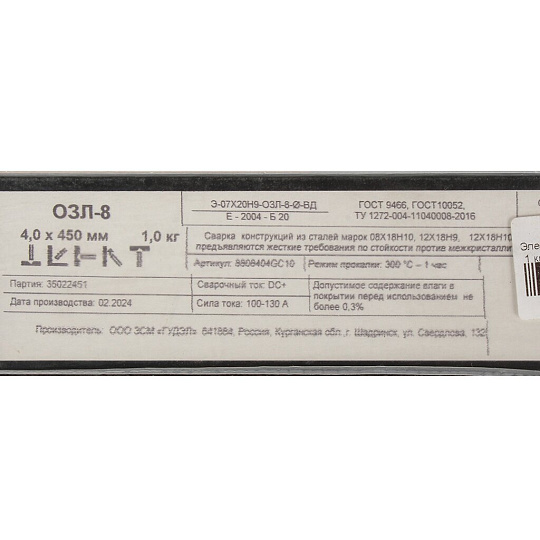 ОЗЛ-8
4,0 х 450 мм 1,0 кг
Э-07Х20Н9-ОЗЛ-8-Ø-ВД
Е - 2004 - Б 20
ГОСТ 9466, ГОСТ10052,
ТУ 1272-004-11040008-2016
Сварка конструкций из сталей марок 08Х18Н10, 12Х18Н9, 12Х18Н10
предъявляются жесткие требования по стойкости против межкристалли
Артикул: 8808404GC10 Режим прокалки: 300 °С – 1 час
Партия: 35022451
Сварочный ток: DC+
Дата производства: 02.2024
Сила тока: 100-130 А
Допустимое содержание влаги в
покрытии перед использованием не
более 0,3%
Производитель: ООО ЗСМ «ГУДЭЛ» 641884, Россия, Курганская обл., г. Шадринск, ул. Свердлова, 132
Эле
1 к